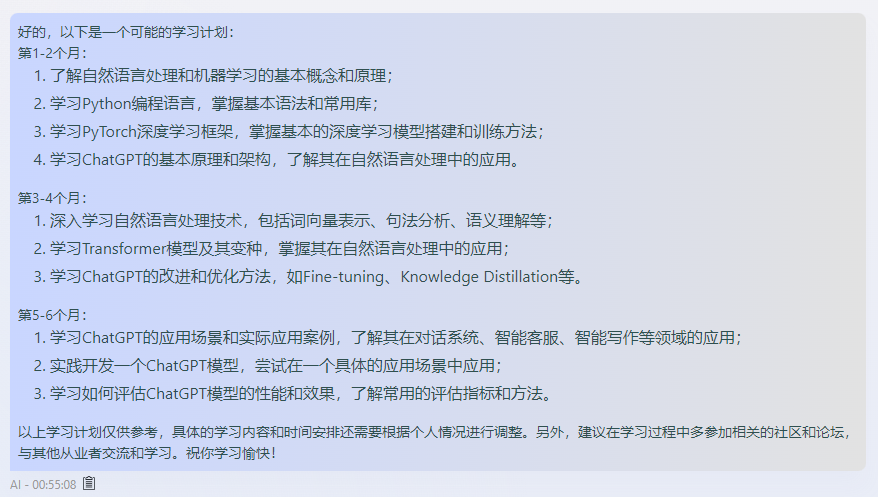 好的，以下是一个可能的学习计划：
第1-2个月：
1. 了解自然语言处理和机器学习的基本概念和原理；
2. 学习Python编程语言，掌握基本语法和常用库；
3. 学习PyTorch深度学习框架，掌握基本的深度学习模型搭建和训练方法；
4. 学习ChatGPT的基本原理和架构，了解其在自然语言处理中的应用。
第3-4个月：
1. 深入学习自然语言处理技术，包括词向量表示、句法分析、语义理解等；
2. 学习Transformer模型及其变种，掌握其在自然语言处理中的应用；
3. 学习ChatGPT的改进和优化方法，如Fine-tuning、Knowledge Distillation等。
第5-6个月：
1. 学习ChatGPT的应用场景和实际应用案例，了解其在对话系统、智能客服、智能写作等领域的应用；
2. 实践开发一个ChatGPT模型，尝试在一个具体的应用场景中应用；
3. 学习如何评估ChatGPT模型的性能和效果，了解常用的评估指标和方法。
以上学习计划仅供参考，具体的学习内容和时间安排还需要根据个人情况进行调整。另外，建议在学习过程中多参加相关的社区和论坛，
与其他从业者交流和学习。祝你学习愉快！
AI - 00:55:08